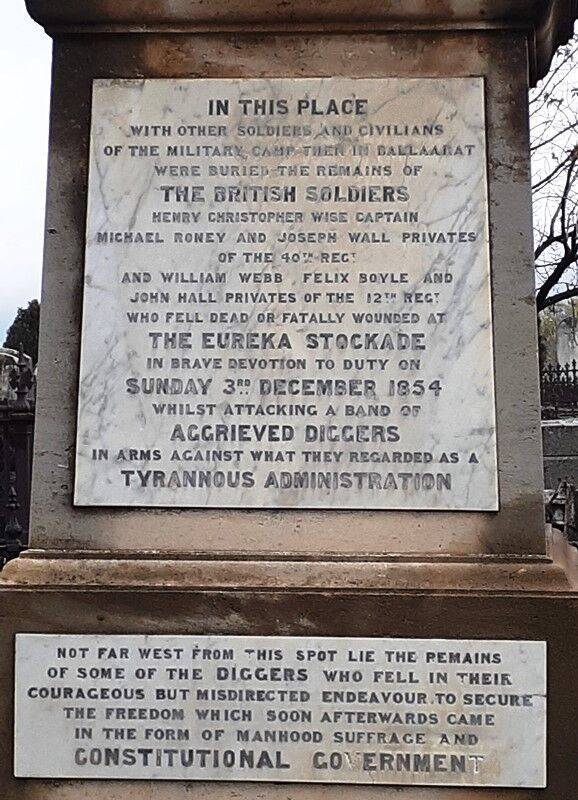 IN THIS PLACE
WITH OTHER SOLDIERS AND CIVILIANS
OF THE MILITARY CAMP THEN IN BALLAARAT
WERE BURIED THE REMAINS OF
THE BRITISH SOLDIERS
HENRY CHRISTOPHER WISE CAPTAIN
MICHAEL RONEY AND JOSEPH WALL PRIVATES
OF THE 40TH REGT
AND WILLIAM WEBB, FELIX BOYLE AND
JOHN HALL PRIVATES OF THE 12TH REGT
WHO FELL DEAD OR FATALLY WOUNDED AT
THE EUREKA STOCKADE
IN BRAVE DEVOTION TO DUTY ON
SUNDAY 3RD DECEMBER 1854
WHILST ATTACKING A BAND OF
AGGRIEVED DIGGERS
IN ARMS AGAINST WHAT THEY REGARDED AS A
TYRANNOUS ADMINISTRATION
NOT FAR WEST FROM THIS SPOT LIE THE REMAINS
OF SOME OF THE DIGGERS WHO FELL IN THEIR
COURAGEOUS BUT MISDIRECTED ENDEAVOUR TO SECURE
THE FREEDOM WHICH SOON AFTERWARDS CAME
IN THE FORM OF MANHOOD SUFFRAGE AND
CONSTITUTIONAL GOVERNMENT